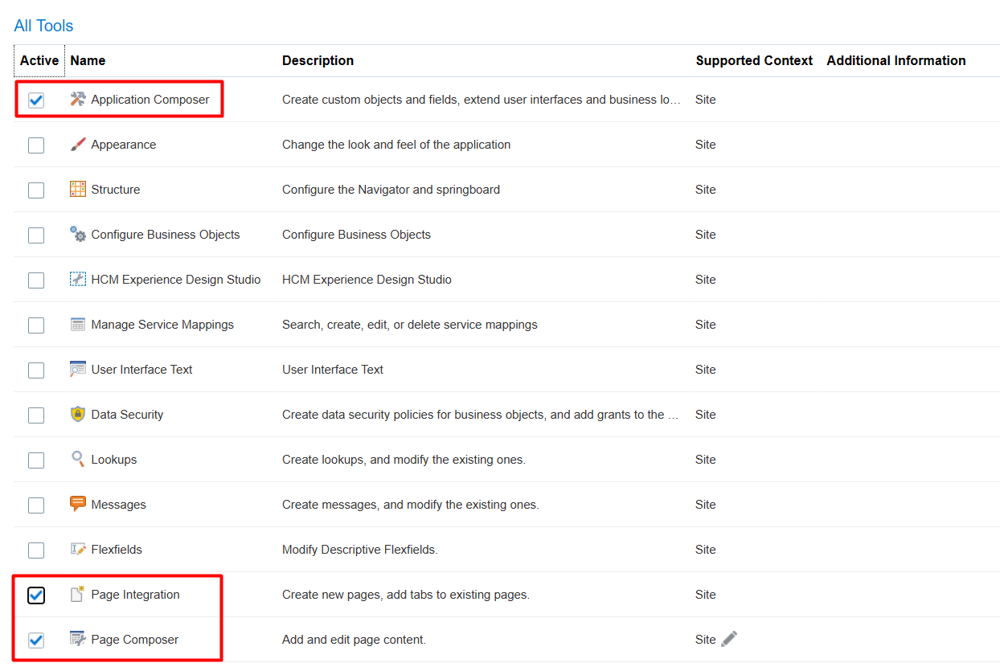 All Tools
Active Name Description Supported Context Additional Information
Application Composer Create custom objects and fields, extend user interfaces and business lo... Site
Appearance Change the look and feel of the application Site
Structure Configure the Navigator and springboard Site
Configure Business Objects Configure Business Objects Site
HCM Experience Design Studio HCM Experience Design Studio Site
Manage Service Mappings Search, create, edit, or delete service mappings Site
User Interface Text User Interface Text Site
Data Security Create data security policies for business objects, and add grants to the ... Site
Lookups Create lookups, and modify the existing ones. Site
Messages Create messages, and modify the existing ones. Site
Flexfields Modify Descriptive Flexfields. Site
Page Integration Create new pages, add tabs to existing pages. Site
Page Composer Add and edit page content. Site